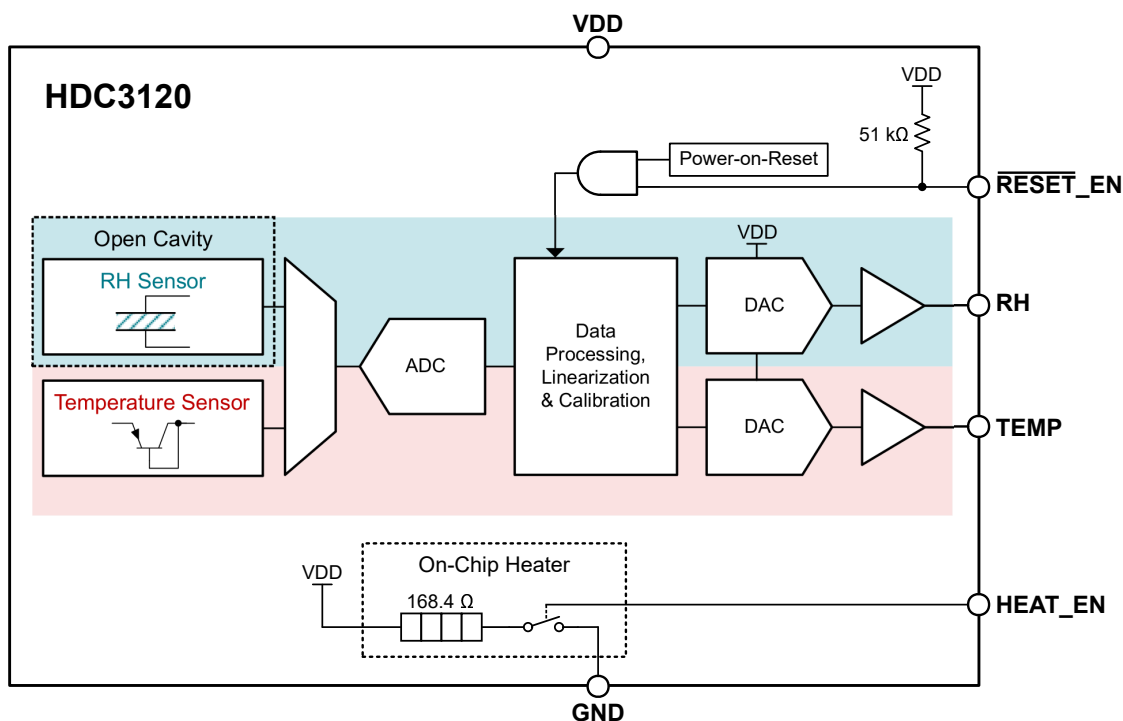 VDD
HDC3120
VDD
51 kΩ
Power-on-Reset
RESET_EN
Open Cavity
RH Sensor
VDD
DAC
RH
ADC
Data
Processing,
Linearization
& Calibration
Temperature Sensor
DAC
TEMP
On-Chip Heater
VDD
168.4 Ω
HEAT_EN
GND